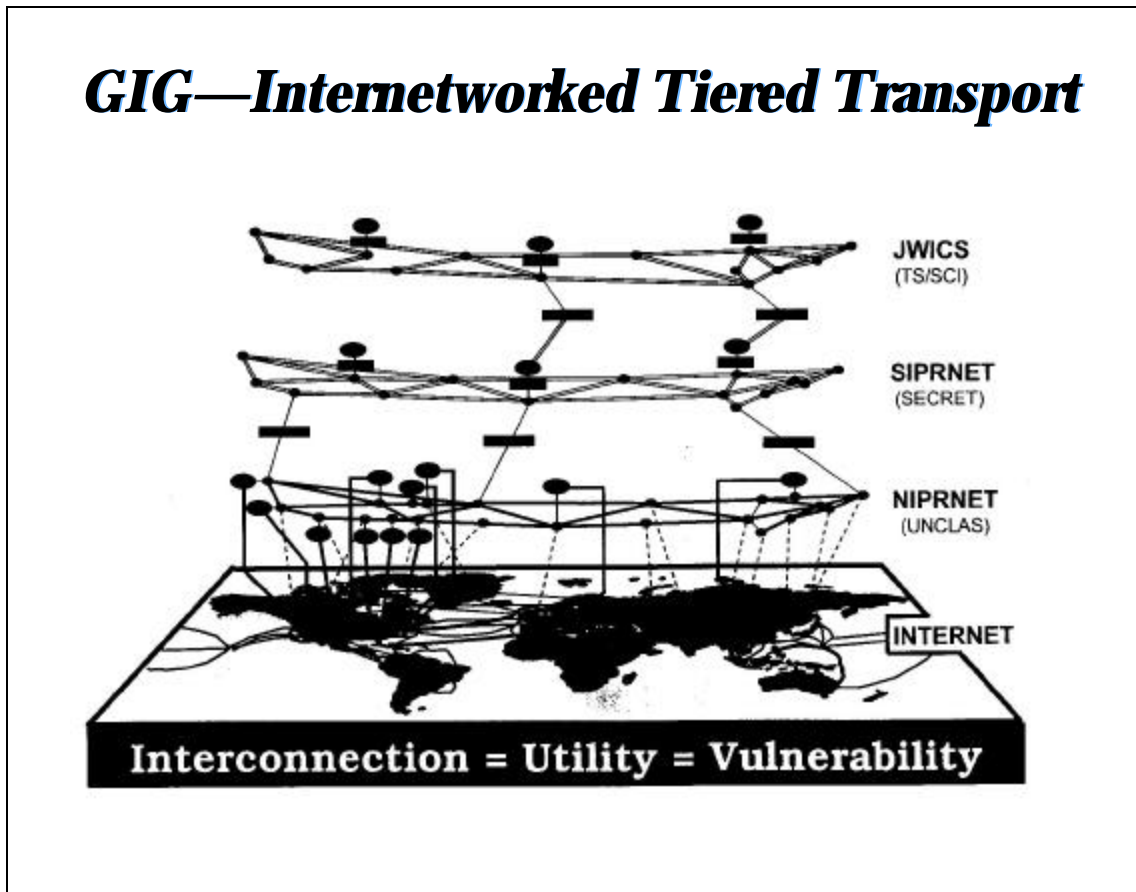 GIG—Internetworked Tiered Transport
JWICS
(TS/SCI)
SIPRNET
(SECRET)
NIPRNET
(UNCLAS)
INTERNET
Interconnection = Utility = Vulnerability